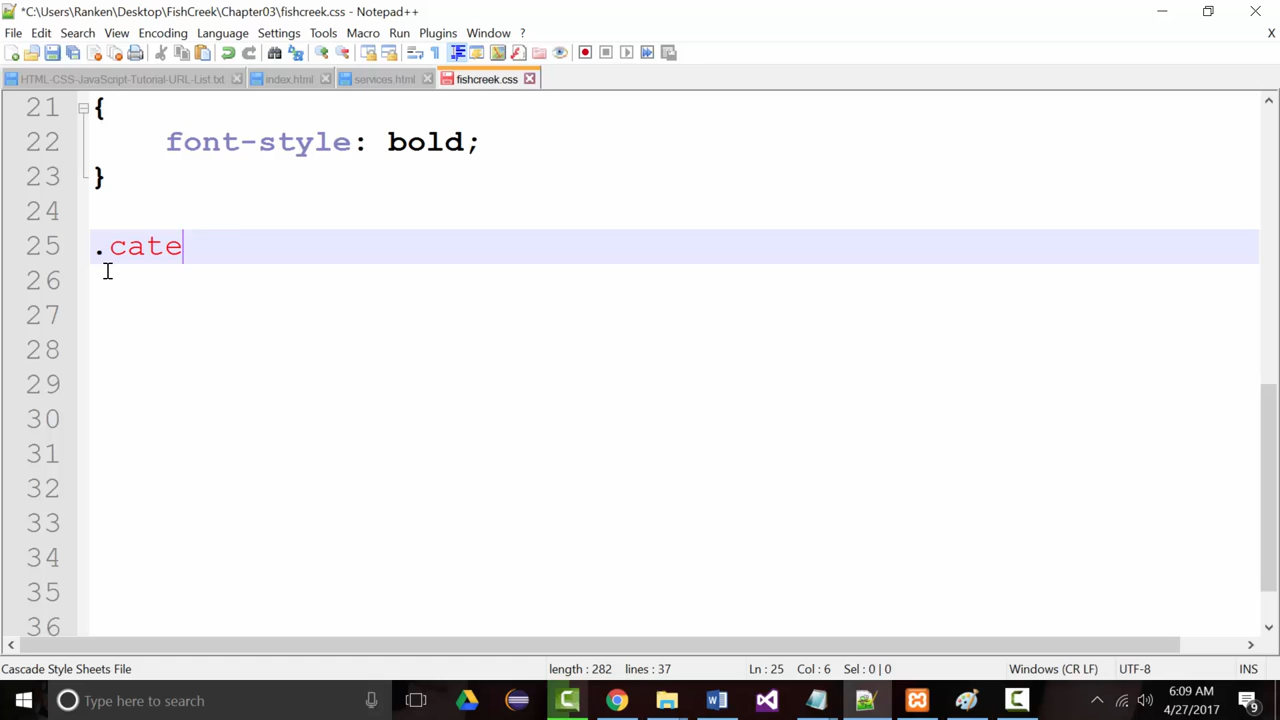 *C:\Users\Ranken\Desktop\FishCreek\Chapter03\fishcreek.css - Notepad++
File Edit Search View Encoding Language Settings Tools Macro Run Plugins Window ? X
HTML-CSS-JavaScript-Tutorial-URL-List.txt index.html services.html fishcreek.css
21 {
22 font-style: bold;
23 }
24
25 .cate
26
27
28
29
30
31
32
33
34
35
36
Cascade Style Sheets File length : 282 lines : 37 Ln : 25 Col : 6 Sel : 0 | 0 Windows (CR LF) UTF-8 INS
Type here to search 6:09 AM
4/27/2017 9